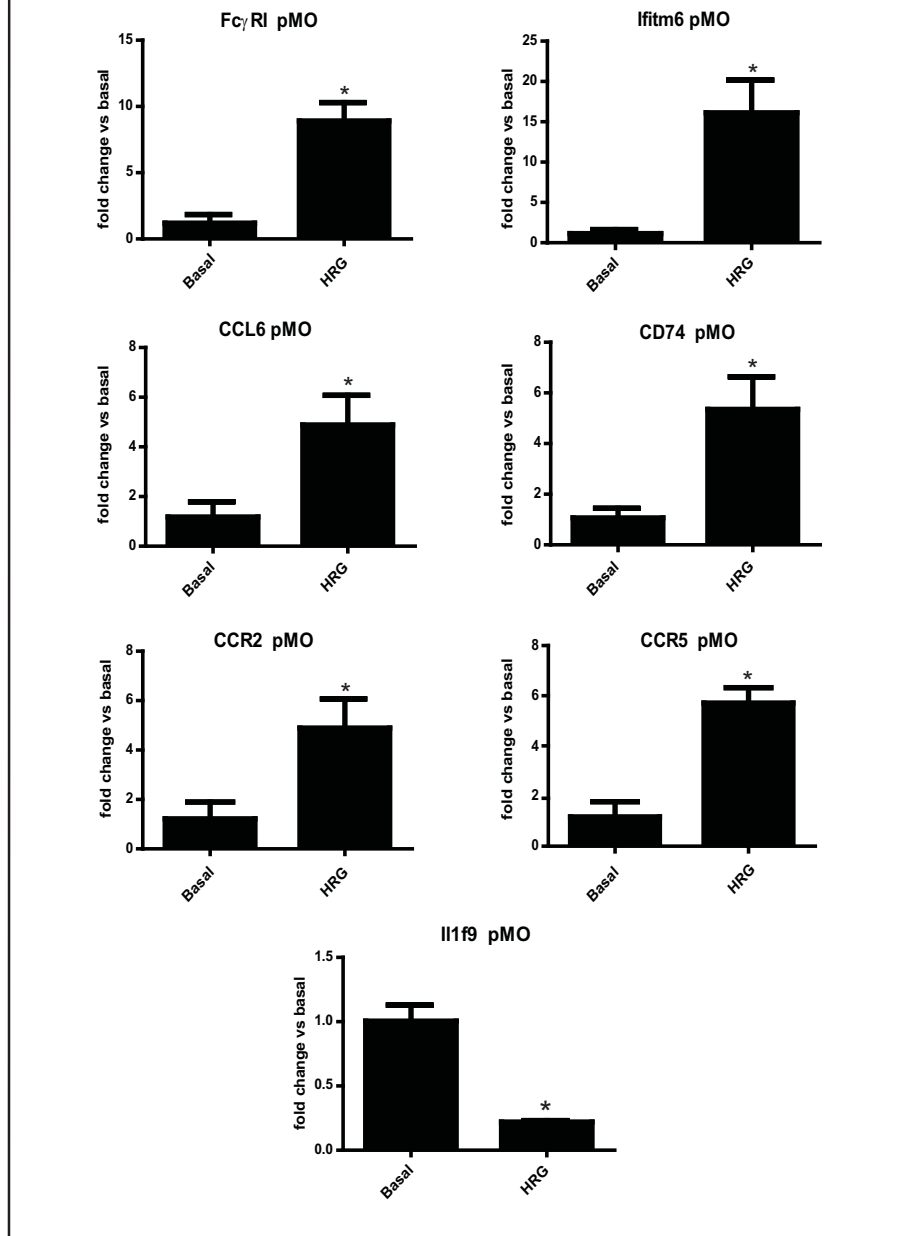 FcγRI pMO
fold change vs basal
15
10
5
0
*
Basal
HRG
Ifitm6 pMO
fold change vs basal
25
20
15
10
5
0
*
Basal
HRG
CCL6 pMO
fold change vs basal
8
6
4
2
0
*
Basal
HRG
CD74 pMO
fold change vs basal
8
6
4
2
0
*
Basal
HRG
CCR2 pMO
fold change vs basal
8
6
4
2
0
*
Basal
HRG
CCR5 pMO
fold change vs basal
8
6
4
2
0
*
Basal
HRG
Il1f9 pMO
fold change vs basal
1.5
1.0
0.5
0.0
*
Basal
HRG